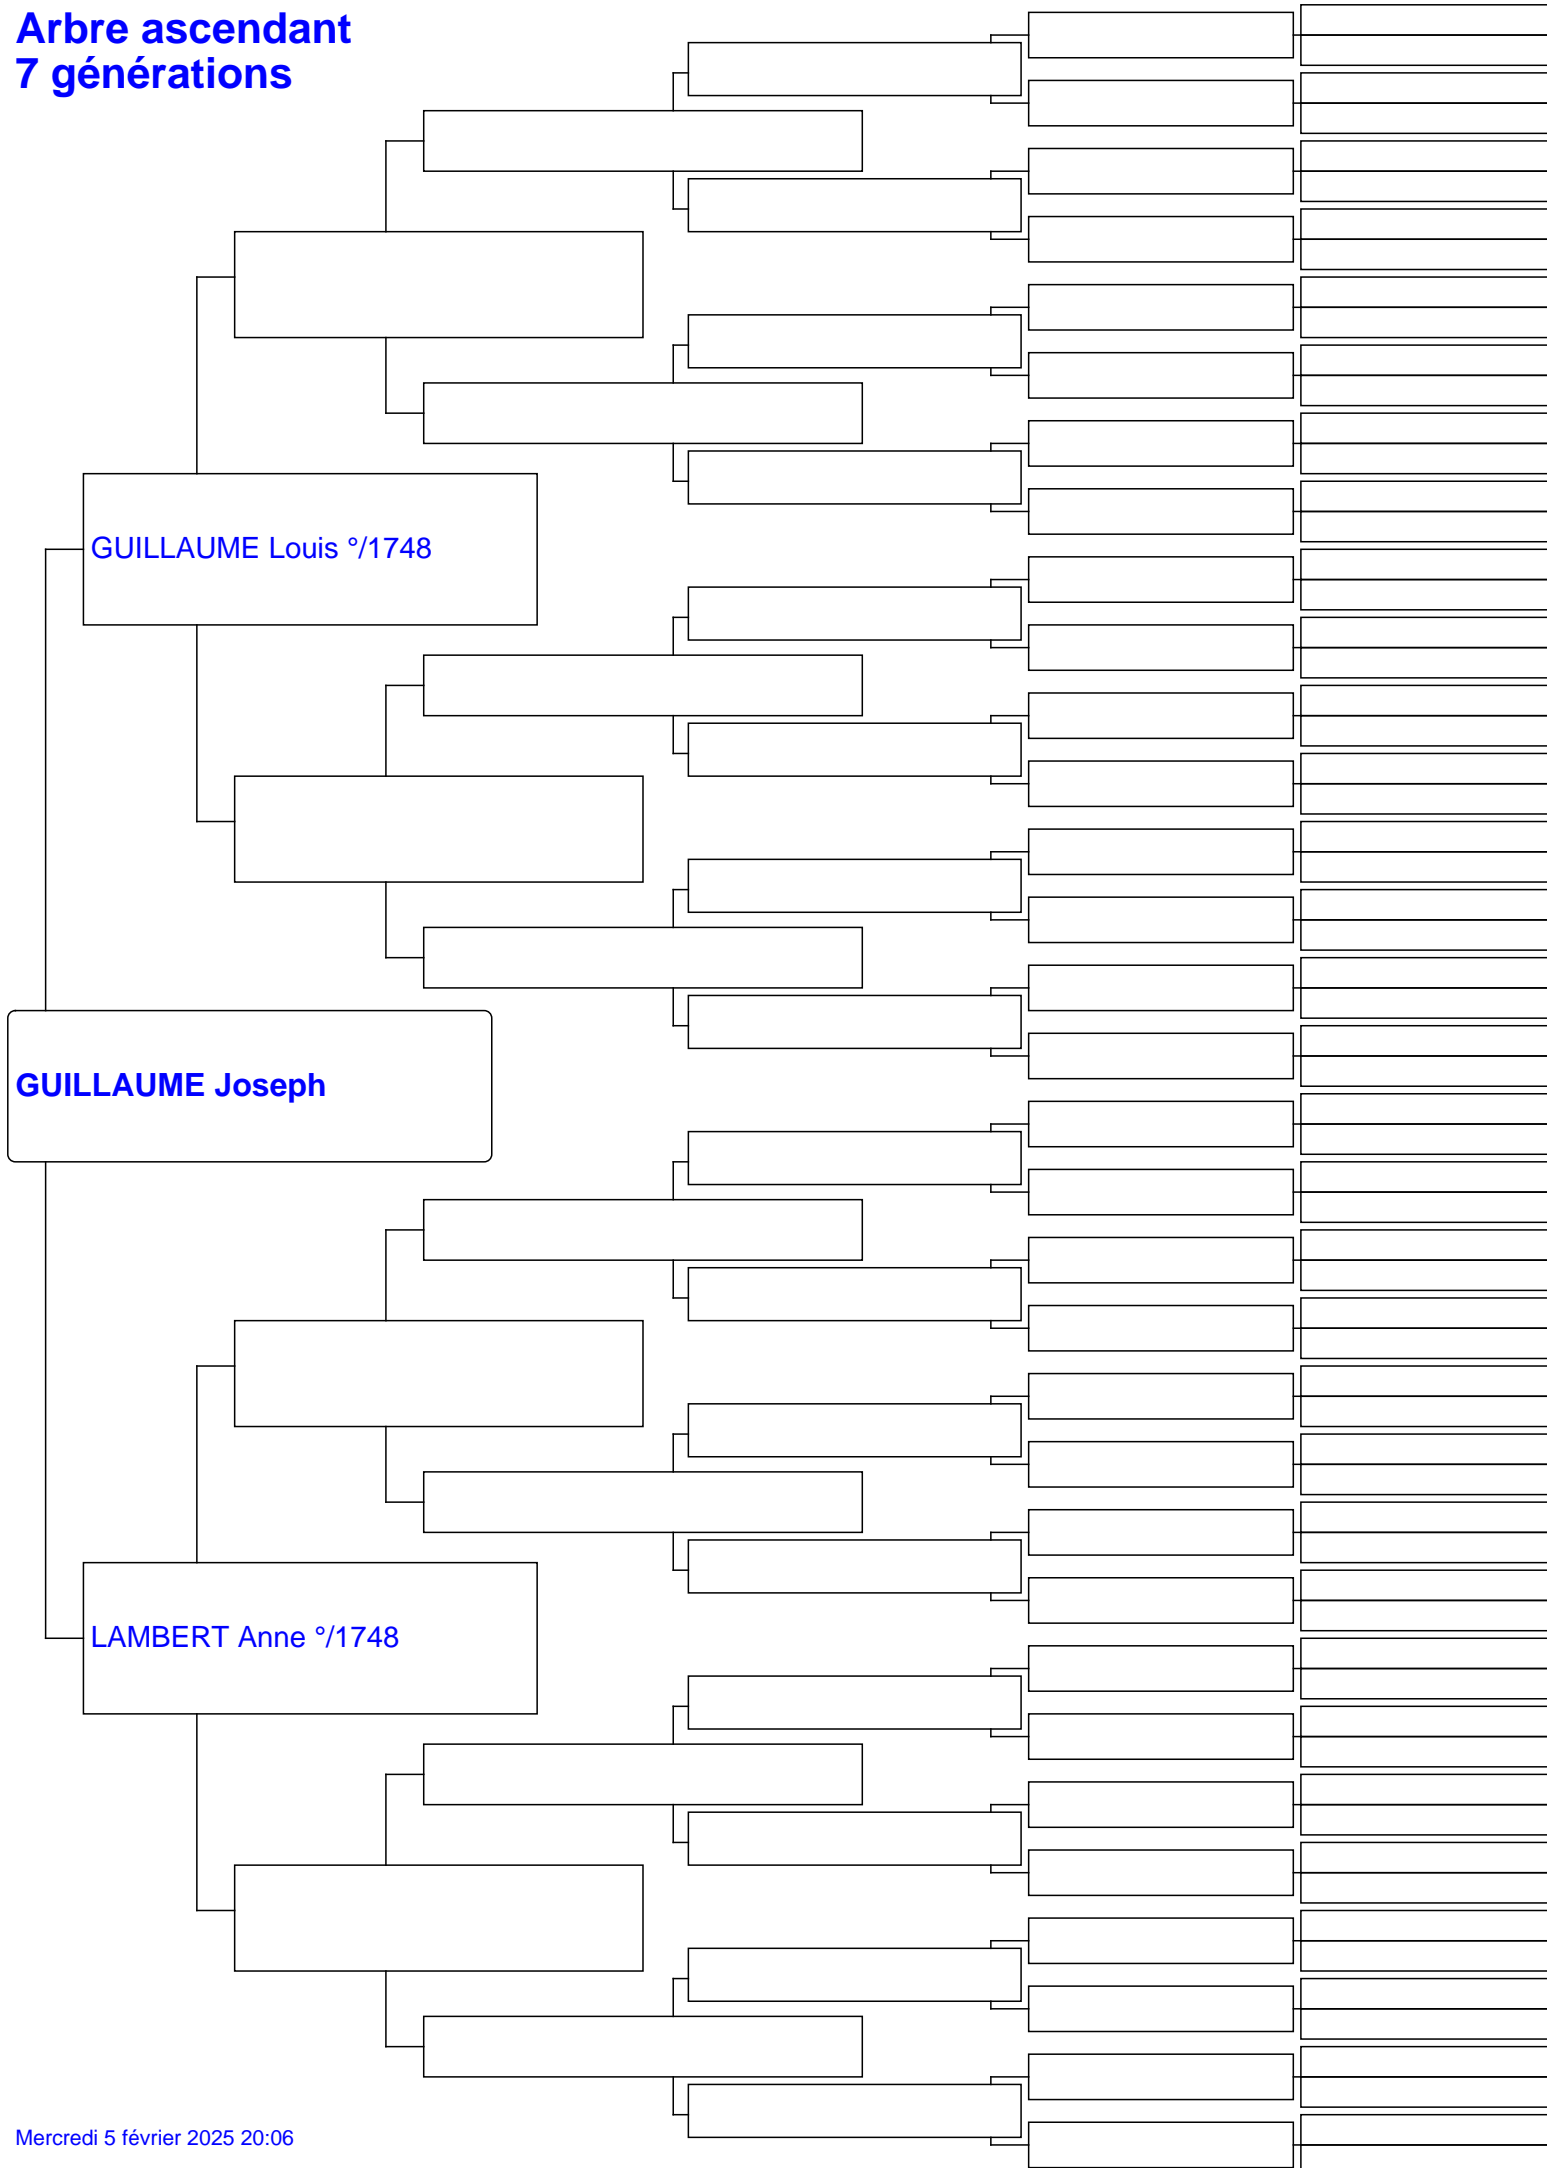 Arbre ascendant
7 générations
GUILLAUME Louis °/1748
GUILLAUME Joseph
LAMBERT Anne °/1748
Mercredi 5 février 2025 20:06